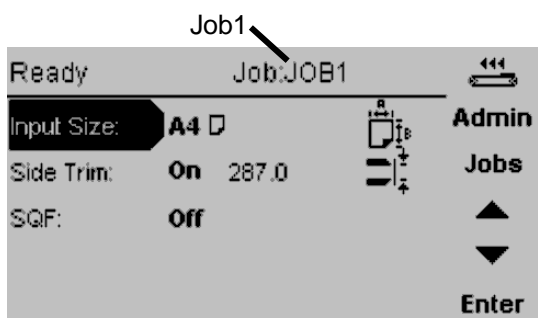 Job1
Ready Job:JOB1
Input Size: A4 A B Admin
Side Trim: On 287.0 Jobs
SQF: Off
Enter